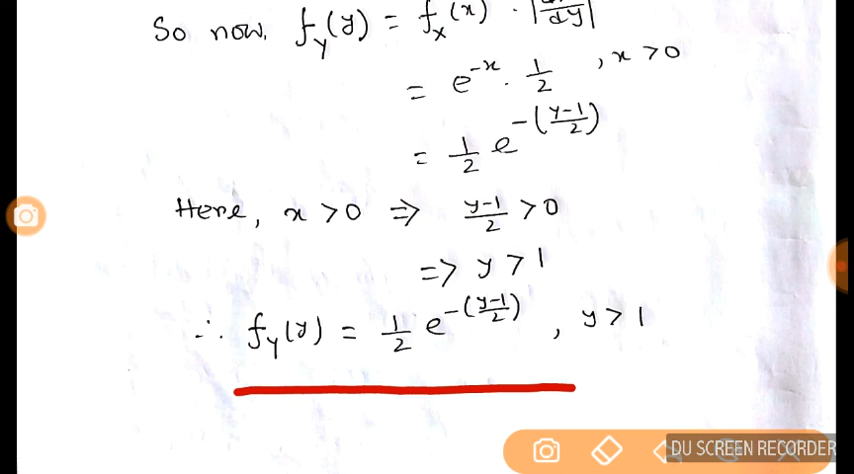 So now, f_Y(y) = f_X(x) · |dx/dy|
= e^{-x} · 1/2 , x > 0
= 1/2 e^{-(y-1/2)}
Here, x > 0 ⇒ y-1/2 > 0
⇒ y > 1
∴ f_Y(y) = 1/2 e^{-(y-1/2)} , y > 1
DU SCREEN RECORDER